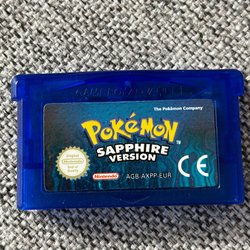 GAME BOY ADVANCE
The Pokémon Company
POKéMON
SAPPHIRE
VERSION
Nintendo
CE
AGB-AXPP-EUR